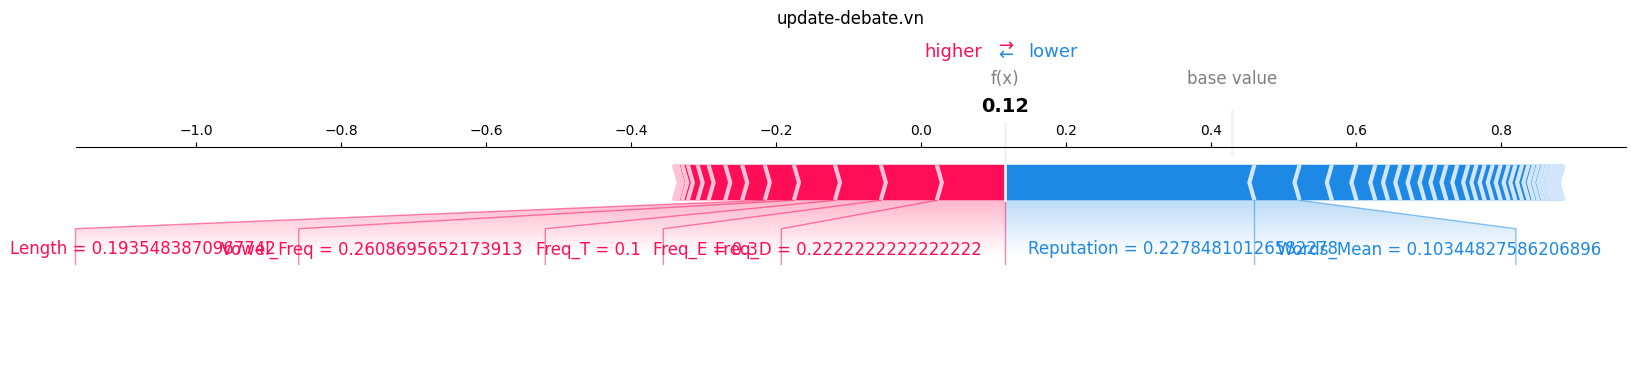 update-debate.vn
higher ⇄ lower
f(x) base value
0.12
−1.0 −0.8 −0.6 −0.4 −0.2 0.0 0.2 0.4 0.6 0.8
Length = 0.1935483870967742 Vowel_Freq = 0.2608695652173913 Freq_T = 0.1 Freq_E = 0.3 Freq_D = 0.2222222222222222 Reputation = 0.22784810126582278 Words_Mean = 0.10344827586206896